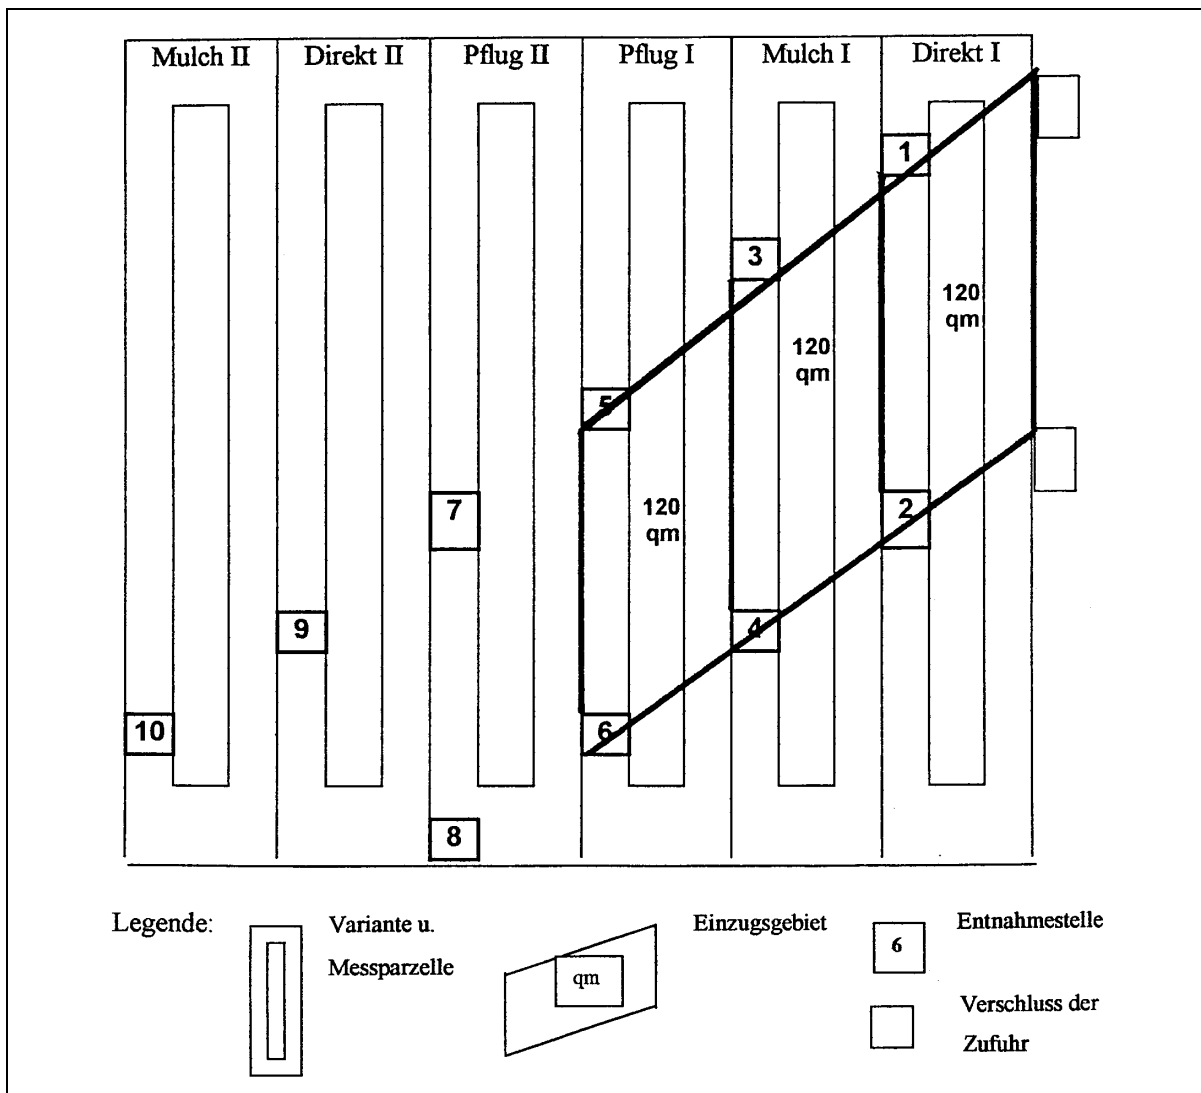 Mulch II Direkt II Pflug II Pflug I Mulch I Direkt I
1
3
120
qm
120
qm
5
7
120
qm
2
9
4
10
6
8
Legende:
Variante u.
Messparzelle
qm
Einzugsgebiet
6
Entnahmestelle
Verschluss der
Zufuhr